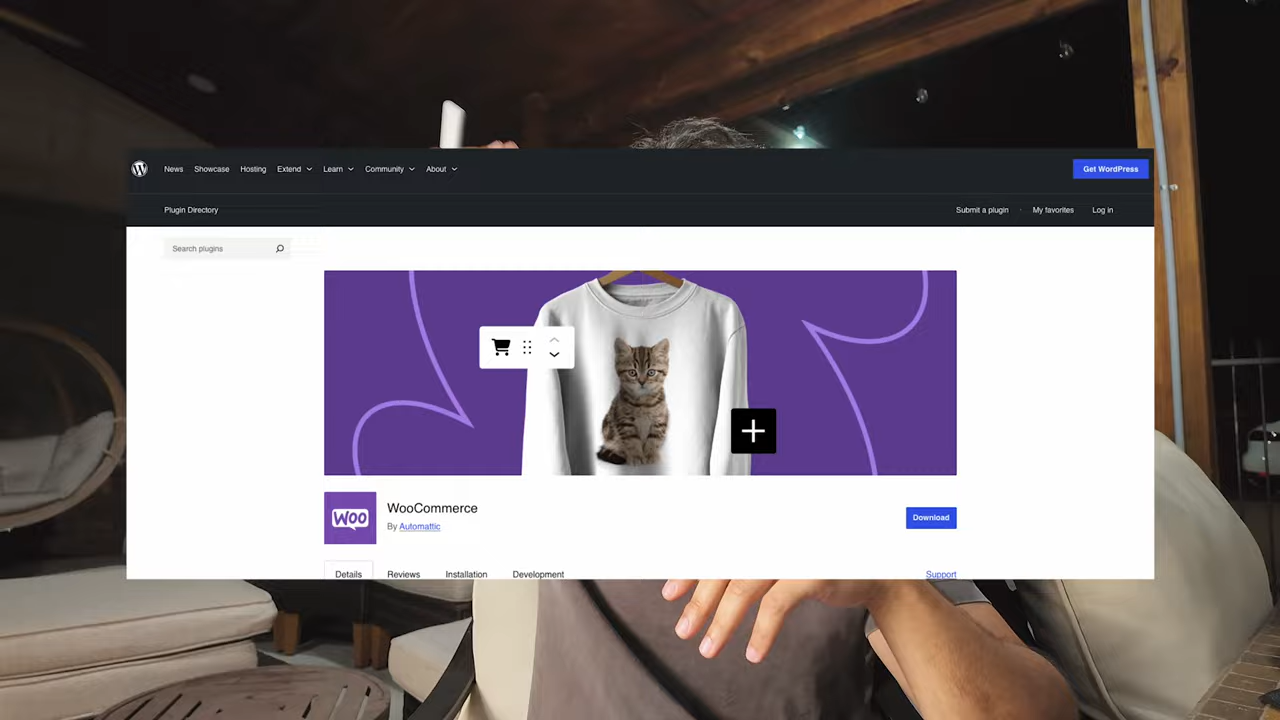 News Showcase Hosting Extend Learn Community About Get WordPress
Plugin Directory Submit a plugin My favorites Log in
Search plugins
WOO
WooCommerce
By Automattic
Download
Details Reviews Installation Development Support